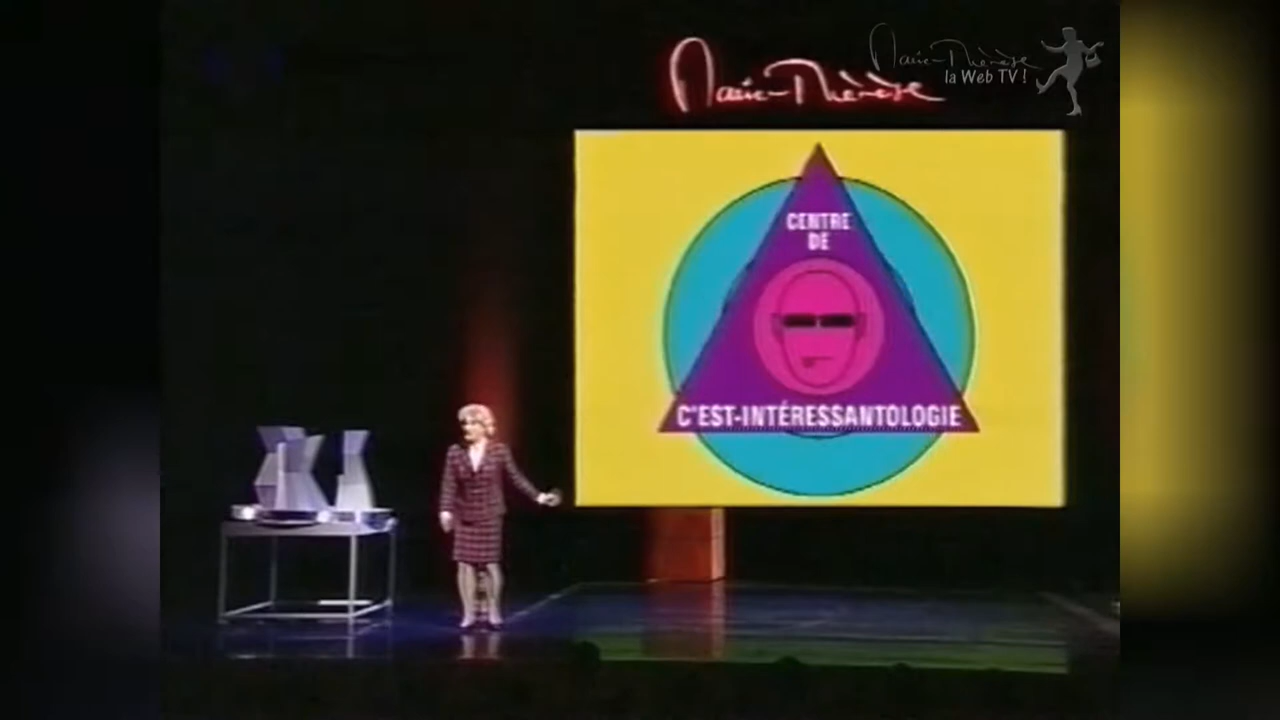 Marie-Thérèse
Marie-Thérèse
la Web TV !
CENTRE
DE
C'EST-INTÉRESSANTOLOGIE